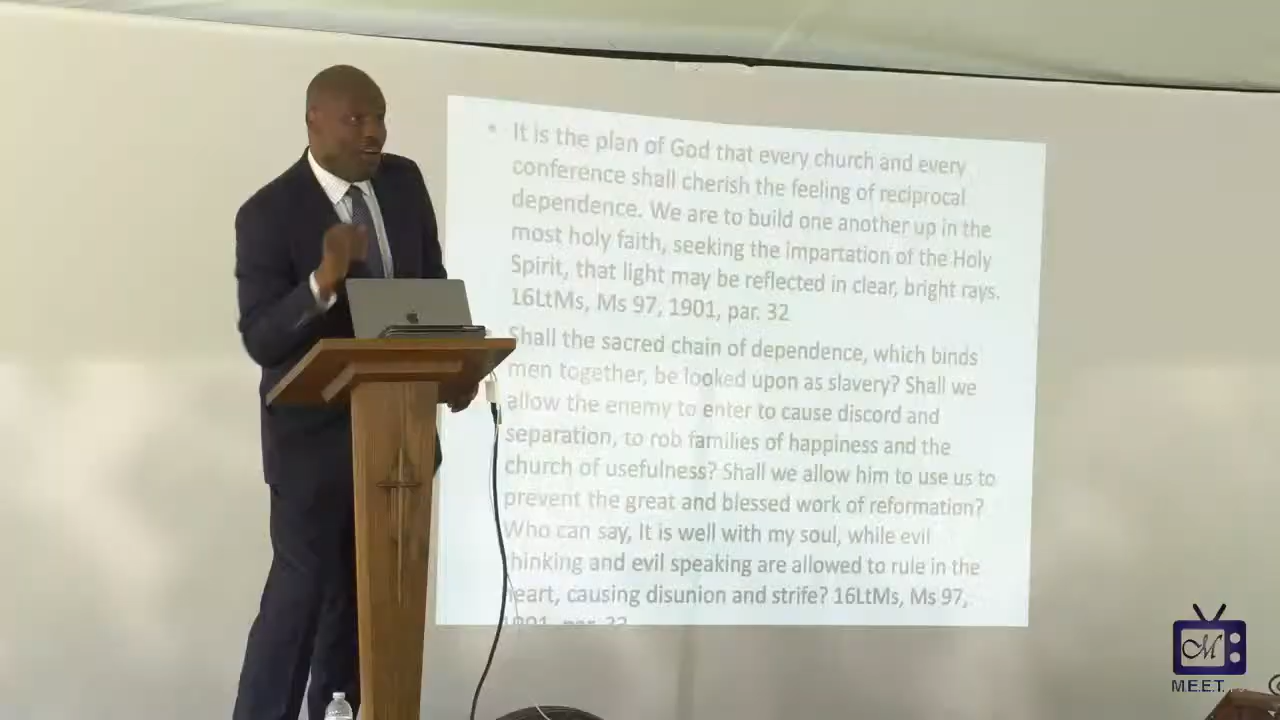 • It is the plan of God that every church and every
conference shall cherish the feeling of reciprocal
dependence. We are to build one another up in the
most holy faith, seeking the impartation of the Holy
Spirit, that light may be reflected in clear, bright rays.
16LtMs, Ms 97, 1901, par. 32
Shall the sacred chain of dependence, which binds
men together, be looked upon as slavery? Shall we
allow the enemy to enter to cause discord and
separation, to rob families of happiness and the
church of usefulness? Shall we allow him to use us to
prevent the great and blessed work of reformation?
Who can say, It is well with my soul, while evil
hinking and evil speaking are allowed to rule in the
eart, causing disunion and strife? 16LtMs, Ms 97,
M
M.E.E.T.